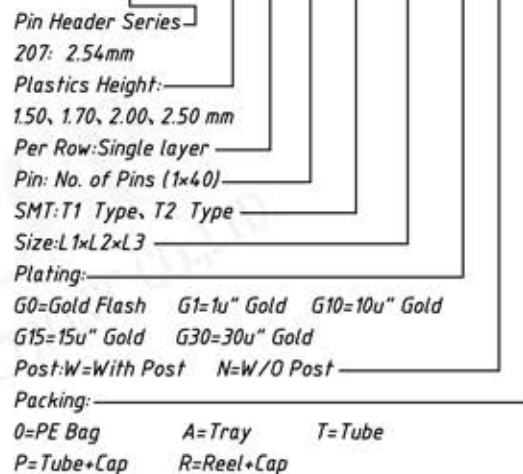 Pin Header Series
207: 2.54mm
Plastics Height:
1.50、1.70、2.00、2.50 mm
Per Row:Single layer
Pin: No. of Pins (1×40)
SMT:T1 Type、T2 Type
Size:L1×L2×L3
Plating:
G0=Gold Flash G1=1u" Gold G10=10u" Gold
G15=15u" Gold G30=30u" Gold
Post:W=With Post N=W/O Post
Packing:
0=PE Bag A=Tray T=Tube
P=Tube+Cap R=Reel+Cap